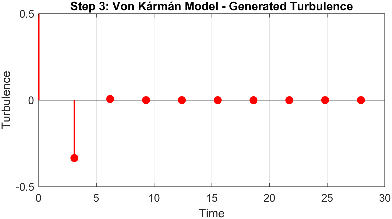 Step 3: Von Kármán Model - Generated Turbulence
0.5
0
-0.5
Turbulence
0 5 10 15 20 25 30
Time